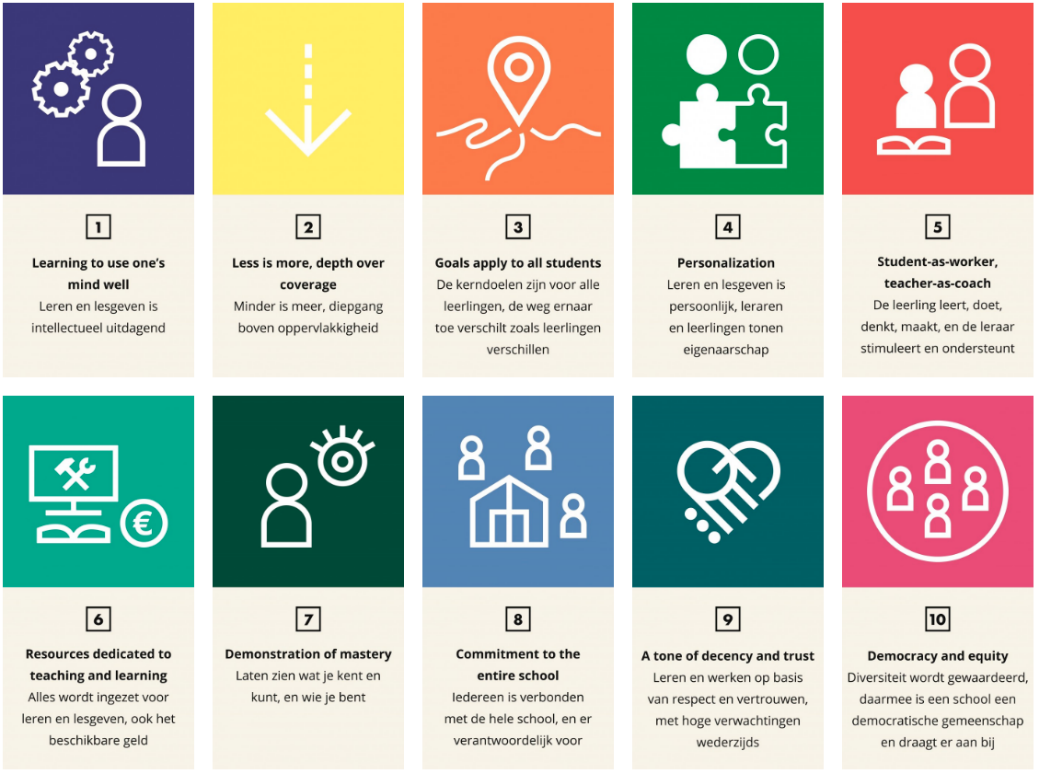 1
Learning to use one's
mind well
Leren en lesgeven is
intellectueel uitdagend
2
Less is more, depth over
coverage
Minder is meer, diepgang
boven oppervlakkigheid
3
Goals apply to all students
De kerndoelen zijn voor alle
leerlingen, de weg ernaar
toe verschilt zoals leerlingen
verschillen
4
Personalization
Leren en lesgeven is
persoonlijk, leraren
en leerlingen tonen
eigenaarschap
5
Student-as-worker,
teacher-as-coach
De leerling leert, doet,
denkt, maakt, en de leraar
stimuleert en ondersteunt
€
6
Resources dedicated to
teaching and learning
Alles wordt ingezet voor
leren en lesgeven, ook het
beschikbare geld
7
Demonstration of mastery
Laten zien wat je kent en
kunt, en wie je bent
8
Commitment to the
entire school
Iedereen is verbonden
met de hele school, en er
verantwoordelijk voor
9
A tone of decency and trust
Leren en werken op basis
van respect en vertrouwen,
met hoge verwachtingen
wederzijds
10
Democracy and equity
Diversiteit wordt gewaardeerd,
daarmee is een school een
democratische gemeenschap
en draagt er aan bij